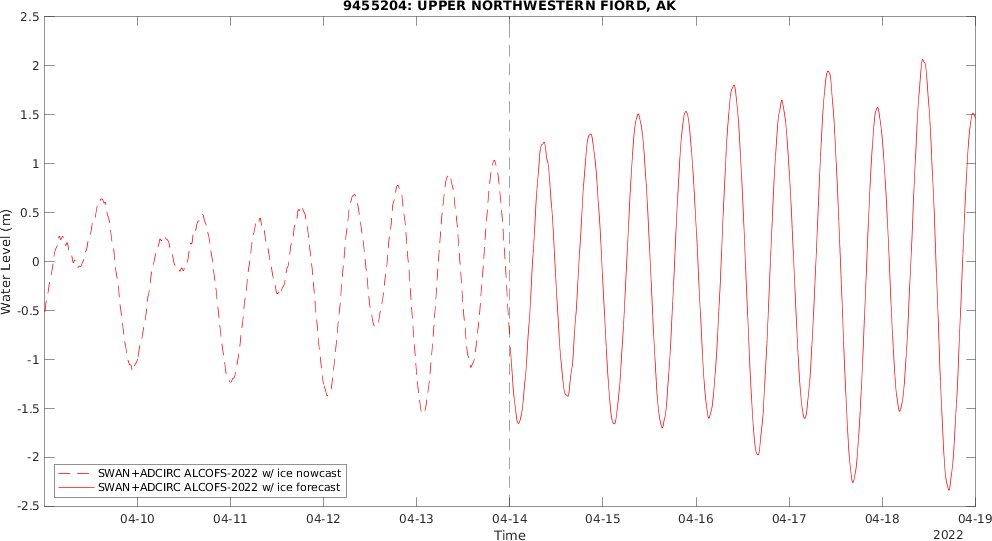 9455204: UPPER NORTHWESTERN FIORD, AK
2.5
2
1.5
1
0.5
0
-0.5
-1
-1.5
-2
-2.5
Water Level (m)
SWAN+ADCIRC ALCOFS-2022 w/ ice nowcast
SWAN+ADCIRC ALCOFS-2022 w/ ice forecast
04-10 04-11 04-12 04-13 04-14 04-15 04-16 04-17 04-18 04-19
Time
2022